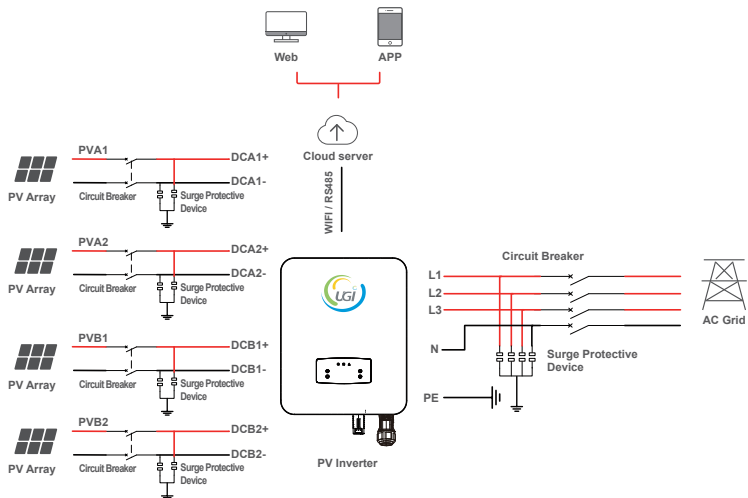 Web
APP
Cloud server
WIFI / RS485
PVA1
DCA1+
DCA1-
PV Array
Circuit Breaker
Surge Protective
Device
PVA2
DCA2+
DCA2-
PV Array
Circuit Breaker
Surge Protective
Device
PVB1
DCB1+
DCB1-
PV Array
Circuit Breaker
Surge Protective
Device
PVB2
DCB2+
DCB2-
PV Array
Circuit Breaker
Surge Protective
Device
UGI
PV Inverter
Circuit Breaker
L1
L2
L3
N
PE
Surge Protective
Device
AC Grid